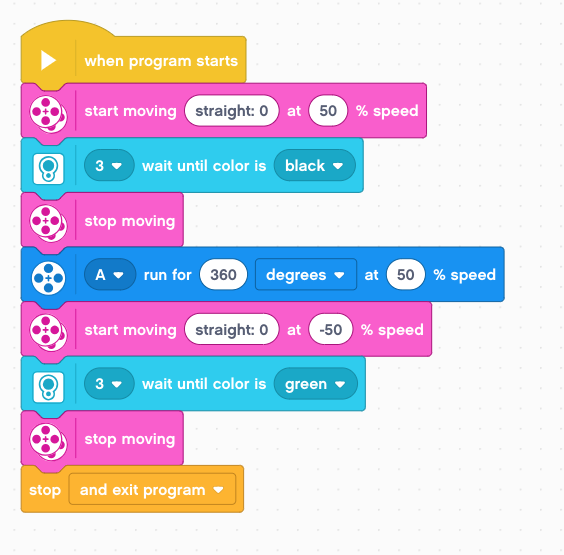 when program starts
start moving straight: 0 at 50 % speed
3 wait until color is black
stop moving
A run for 360 degrees at 50 % speed
start moving straight: 0 at -50 % speed
3 wait until color is green
stop moving
stop and exit program